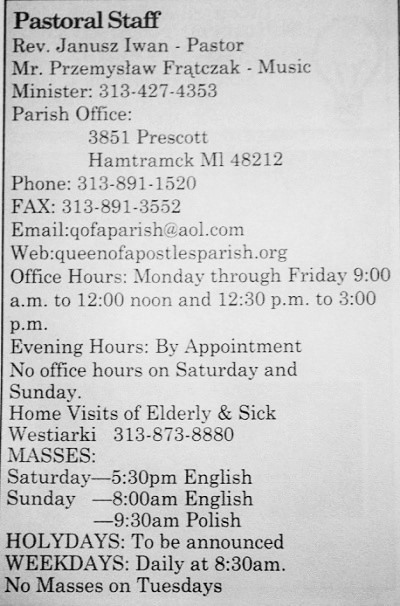 Pastoral Staff
Rev. Janusz Iwan - Pastor
Mr. Przemysław Frątczak - Music
Minister: 313-427-4353
Parish Office:
3851 Prescott
Hamtramck Ml 48212
Phone: 313-891-1520
FAX: 313-891-3552
Email:qofaparish@aol.com
Web:queenofapostlesparish.org
Office Hours: Monday through Friday 9:00
a.m. to 12:00 noon and 12:30 p.m. to 3:00
p.m.
Evening Hours: By Appointment
No office hours on Saturday and
Sunday.
Home Visits of Elderly & Sick
Westiarki 313-873-8880
MASSES:
Saturday—5:30pm English
Sunday —8:00am English
—9:30am Polish
HOLYDAYS: To be announced
WEEKDAYS: Daily at 8:30am.
No Masses on Tuesdays